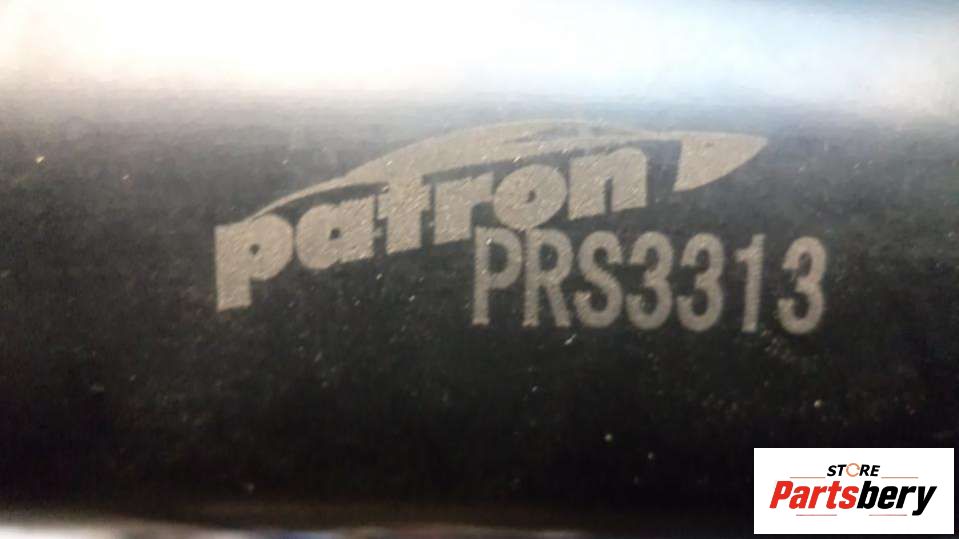 patron
PRS3313
STORE
Partsbery